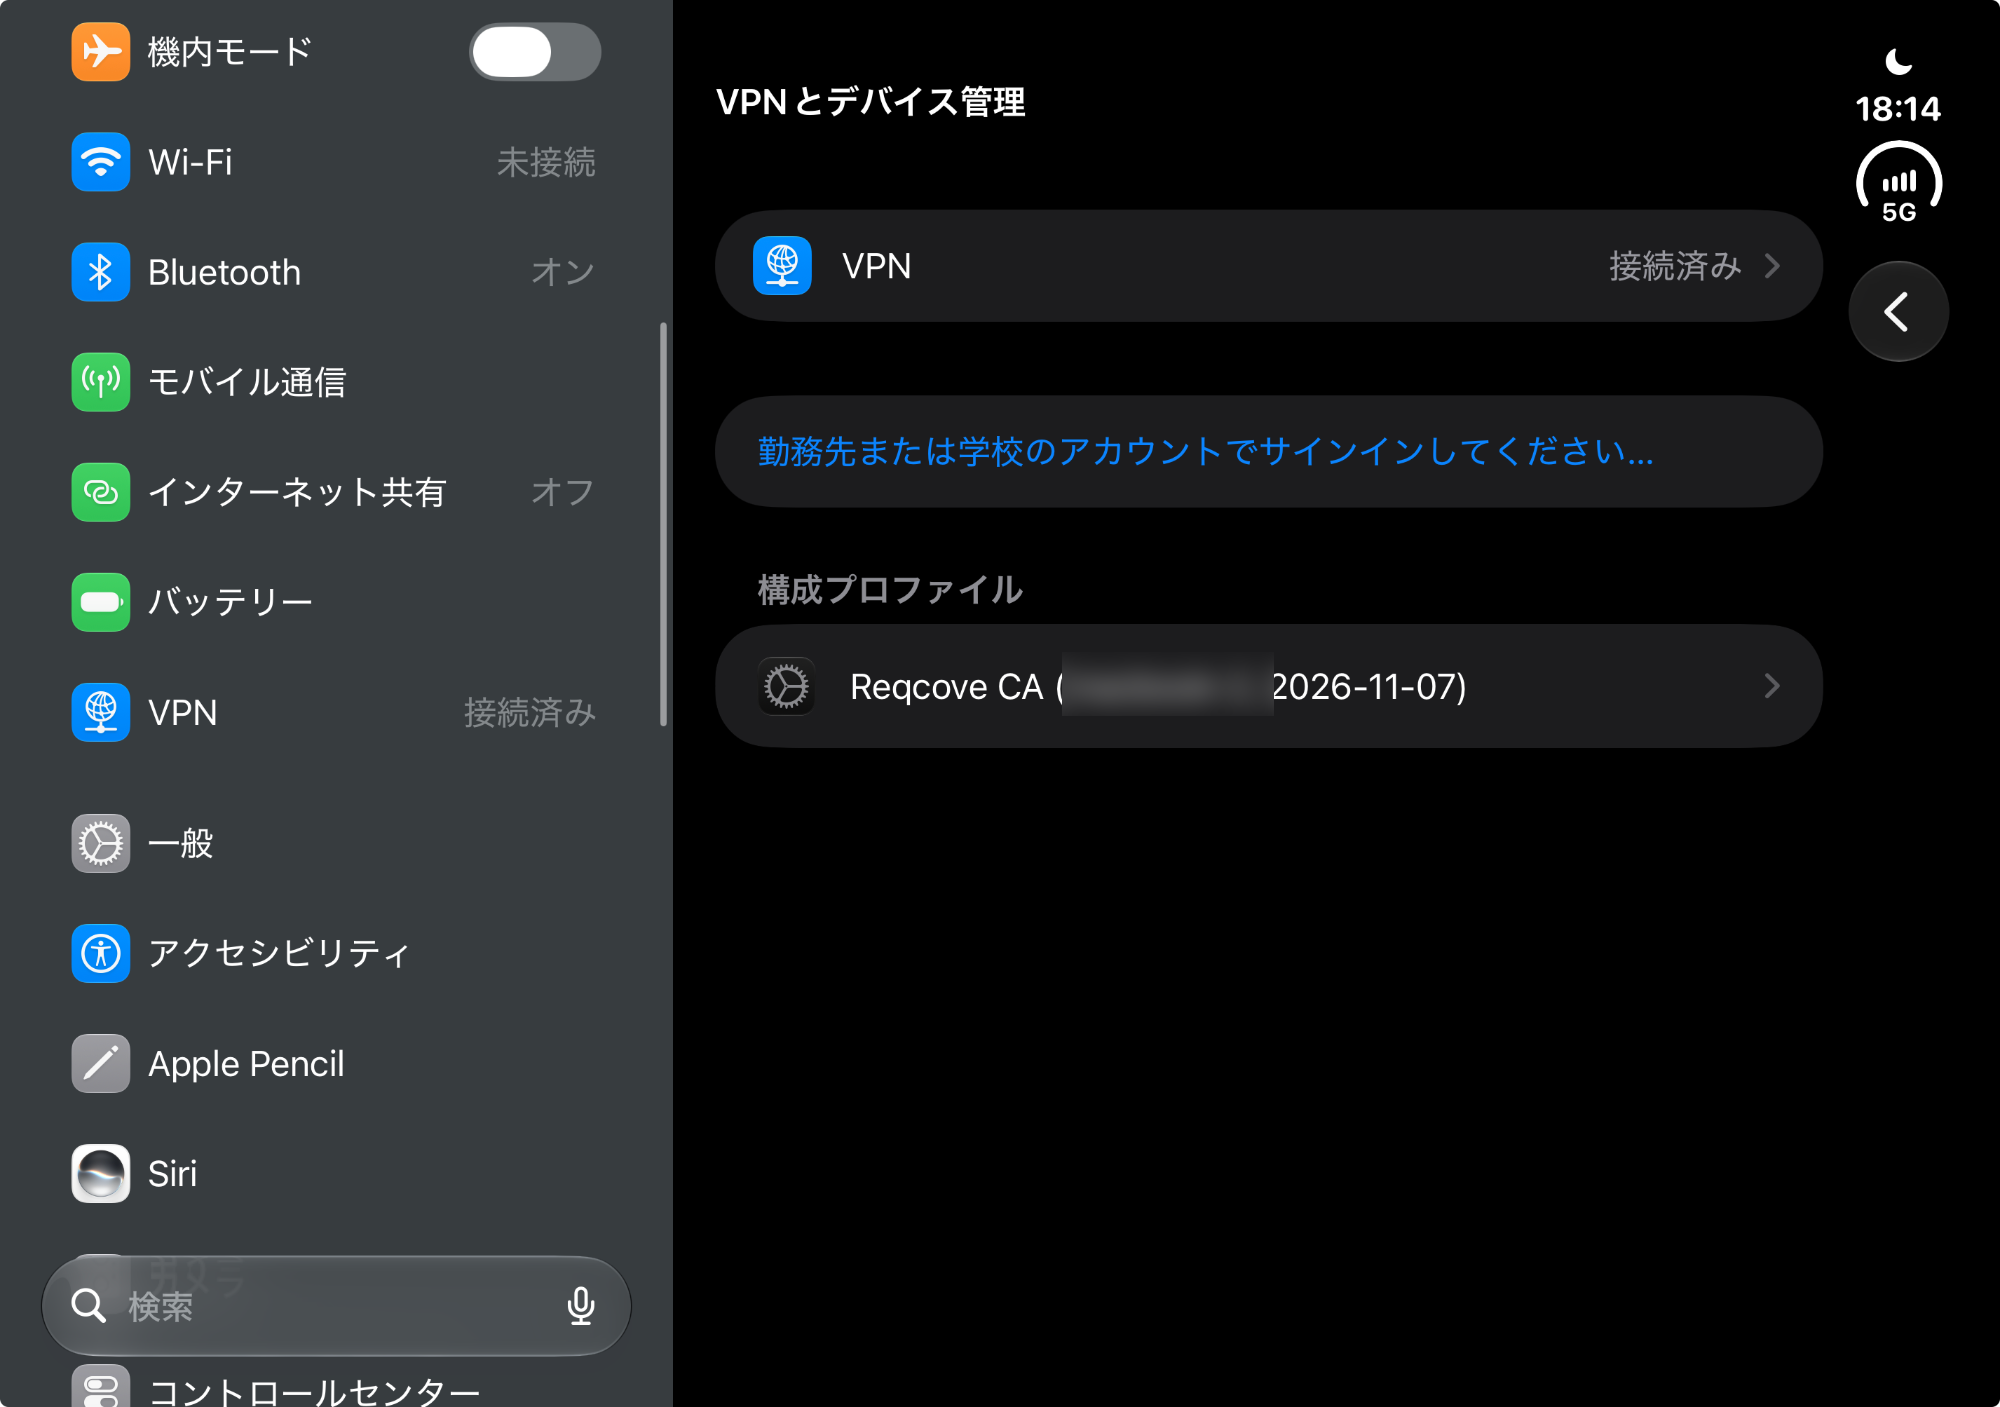 機内モード
Wi-Fi 未接続
Bluetooth オン
モバイル通信
インターネット共有 オフ
バッテリー
VPN 接続済み
一般
アクセシビリティ
Apple Pencil
Siri
検索
コントロールセンター
VPNとデバイス管理
VPN 接続済み
勤務先または学校のアカウントでサインインしてください...
構成プロファイル
Reqcove CA ( 2026-11-07)
18:14
5G